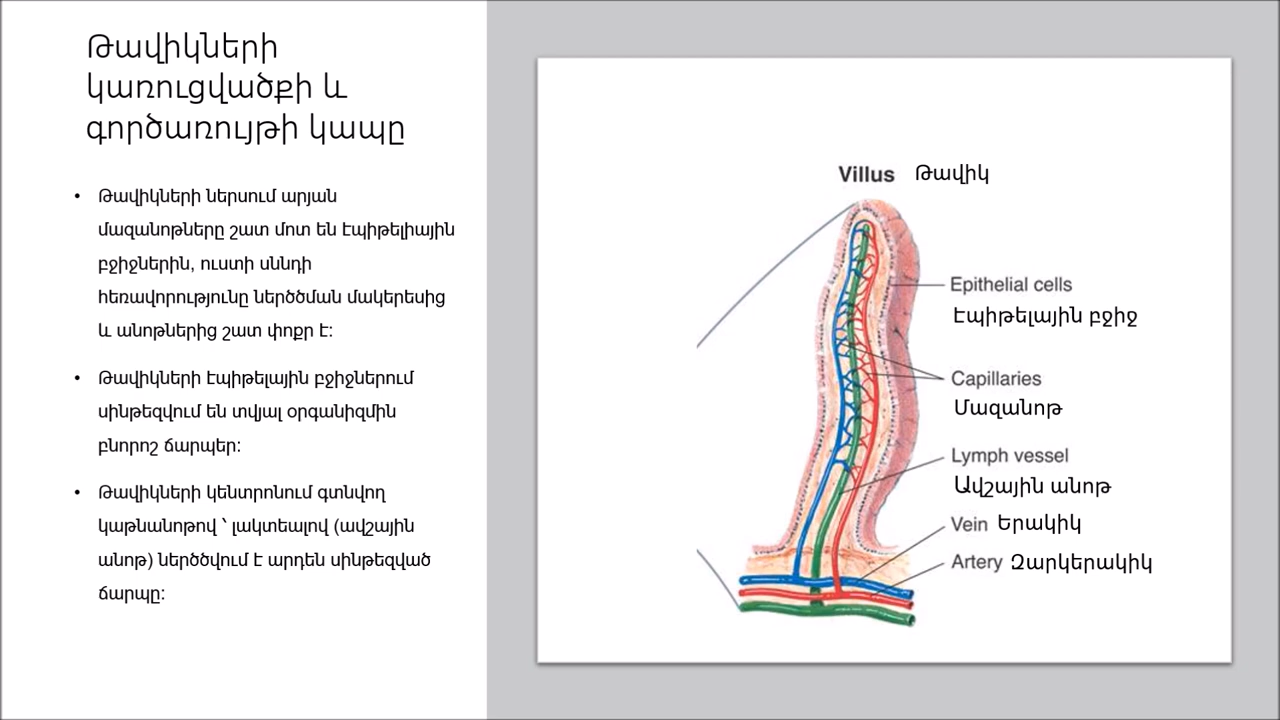 Թավիկների
կառուցվածքի և
գործառույթի կապը
• Թավիկների ներսում արյան
մազանոթները շատ մոտ են էպիթելիային
բջիջներին, ուստի սննդի
հեռավորությունը ներծծման մակերեսից
և անոթներից շատ փոքր է:
• Թավիկների էպիթելային բջիջներում
սինթեզվում են տվյալ օրգանիզմին
բնորոշ ճարպեր:
• Թավիկների կենտրոնում գտնվող
կաթնանոթով ՝ լակտեալով (ավշային
անոթ) ներծծվում է արդեն սինթեզված
ճարպը:
Villus Թավիկ
Epithelial cells
Էպիթելային բջիջ
Capillaries
Մազանոթ
Lymph vessel
Ավշային անոթ
Vein Երակիկ
Artery Զարկերակիկ